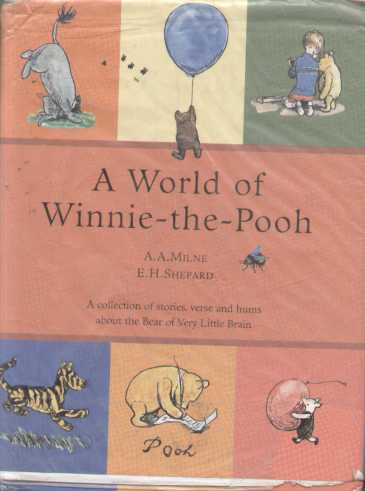 A World of
Winnie-the-Pooh
A.A.Milne
E.H.Shepard
A collection of stories, verse and hums
about the Bear of Very Little Brain
Pooh